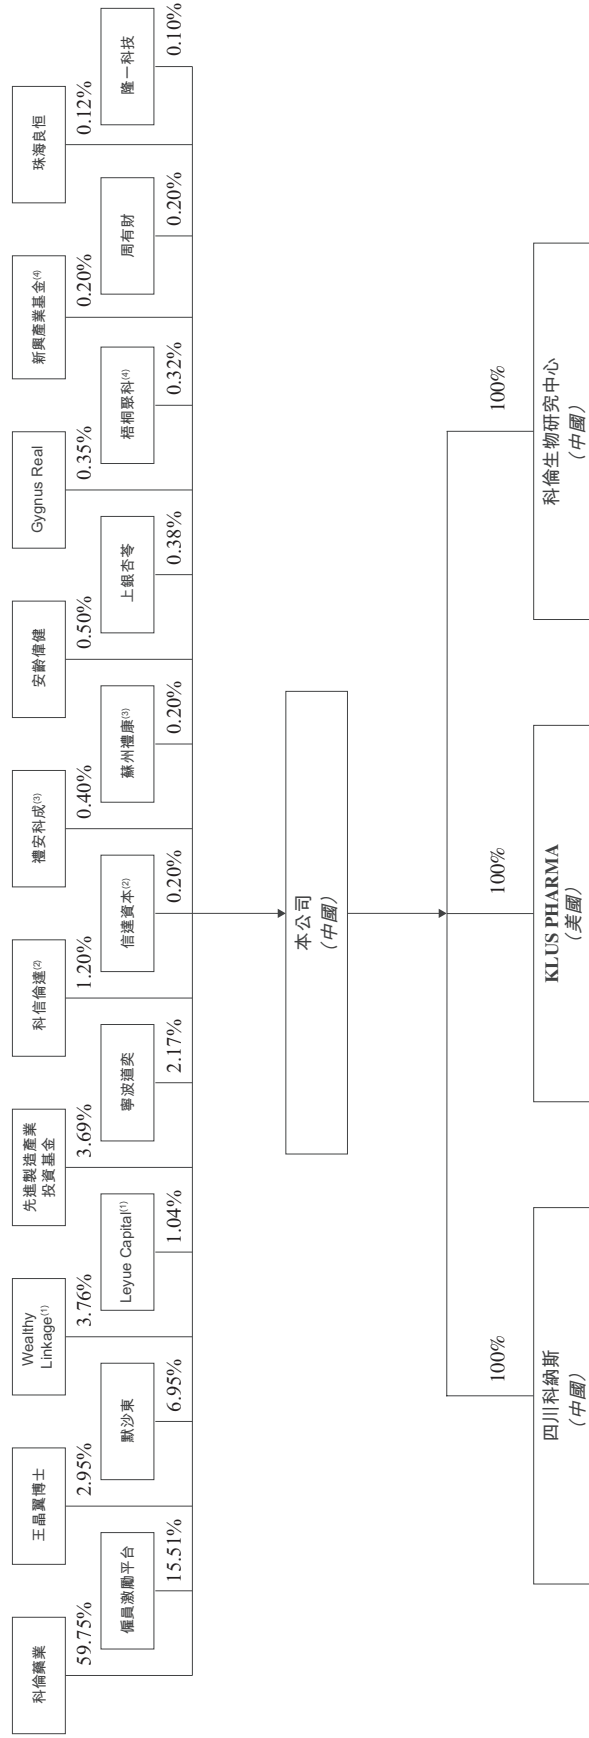 科倫藥業
59.75%
王晶翼博士
2.95%
Wealthy
Linkage(1)
3.76%
先進製造產業
投資基金
3.69%
科信倫達(2)
1.20%
禮安科成(3)
0.40%
安齡偉健
0.50%
Gygnus Real
0.35%
新興產業基金(4)
0.20%
珠海良恒
0.12%
僱員激勵平台
15.51%
默沙東
6.95%
Leyue Capital(1)
1.04%
寧波道奕
2.17%
信達資本(2)
0.20%
蘇州禮康(3)
0.20%
上銀杏苓
0.38%
梧桐聚科(4)
0.32%
周有財
0.20%
隆一科技
0.10%
本公司
（中國）
100%
100%
100%
四川科納斯
（中國）
KLUS PHARMA
（美國）
科倫生物研究中心
（中國）